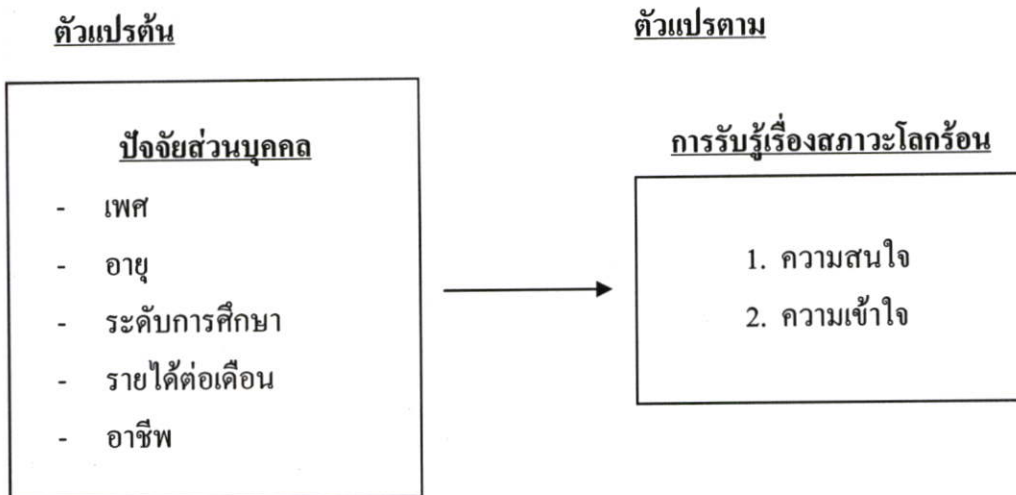 ตัวแปรต้น
ปัจจัยส่วนบุคคล
- เพศ
- อายุ
- ระดับการศึกษา
- รายได้ต่อเดือน
- อาชีพ
ตัวแปรตาม
การรับรู้เรื่องสภาวะโลกร้อน
1. ความสนใจ
2. ความเข้าใจ